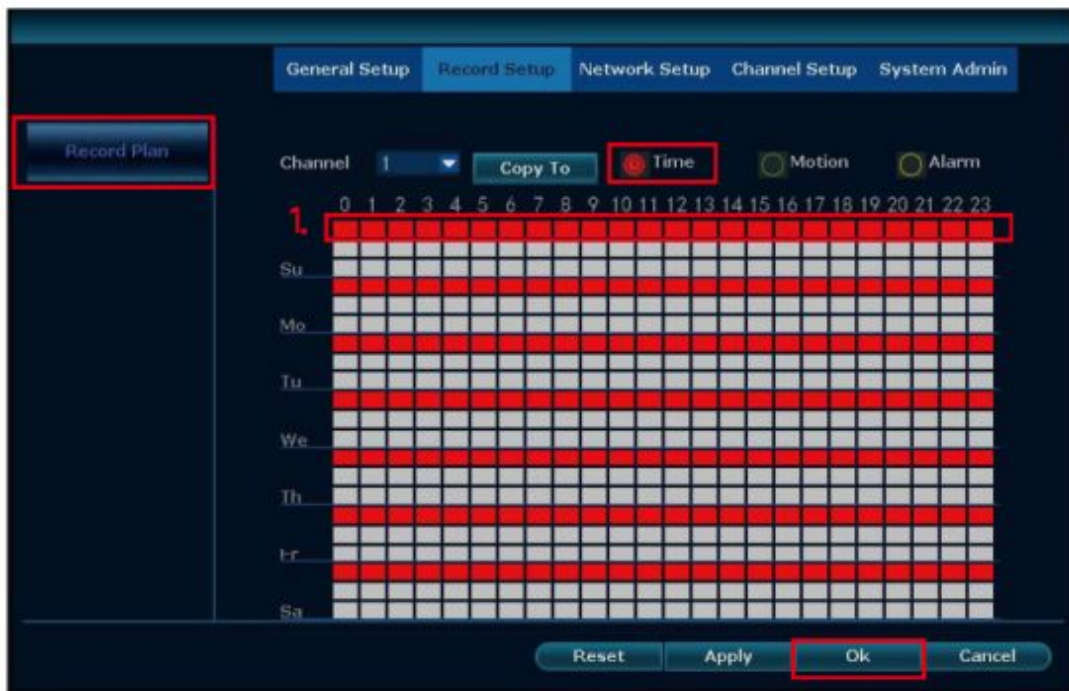 General Setup Record Setup Network Setup Channel Setup System Admin
Record Plan
Channel 1 Copy To Time Motion Alarm
0 1 2 3 4 5 6 7 8 9 10 11 12 13 14 15 16 17 18 19 20 21 22 23
1.
Su
Mo
Tu
We
Th
Fr
Sa
Reset Apply Ok Cancel